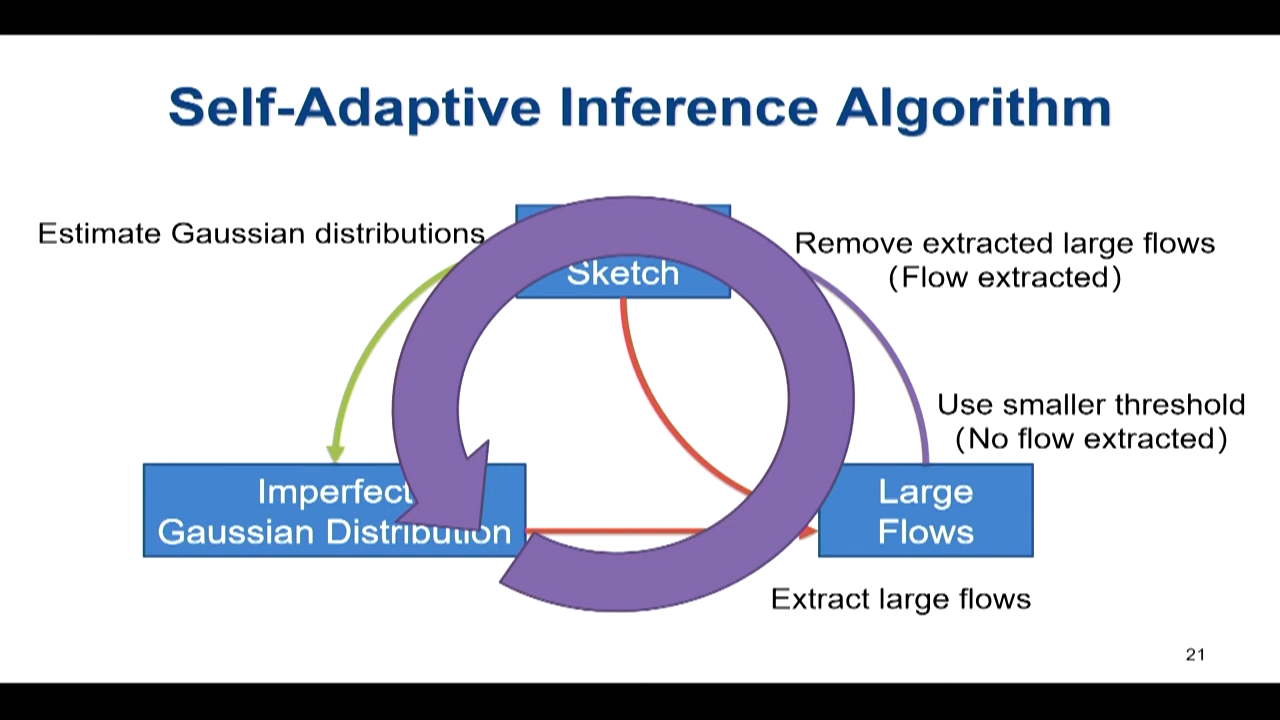 Self-Adaptive Inference Algorithm
Estimate Gaussian distributions
Sketch
Remove extracted large flows
(Flow extracted)
Use smaller threshold
(No flow extracted)
Imperfect
Gaussian Distribution
Large
Flows
Extract large flows
21